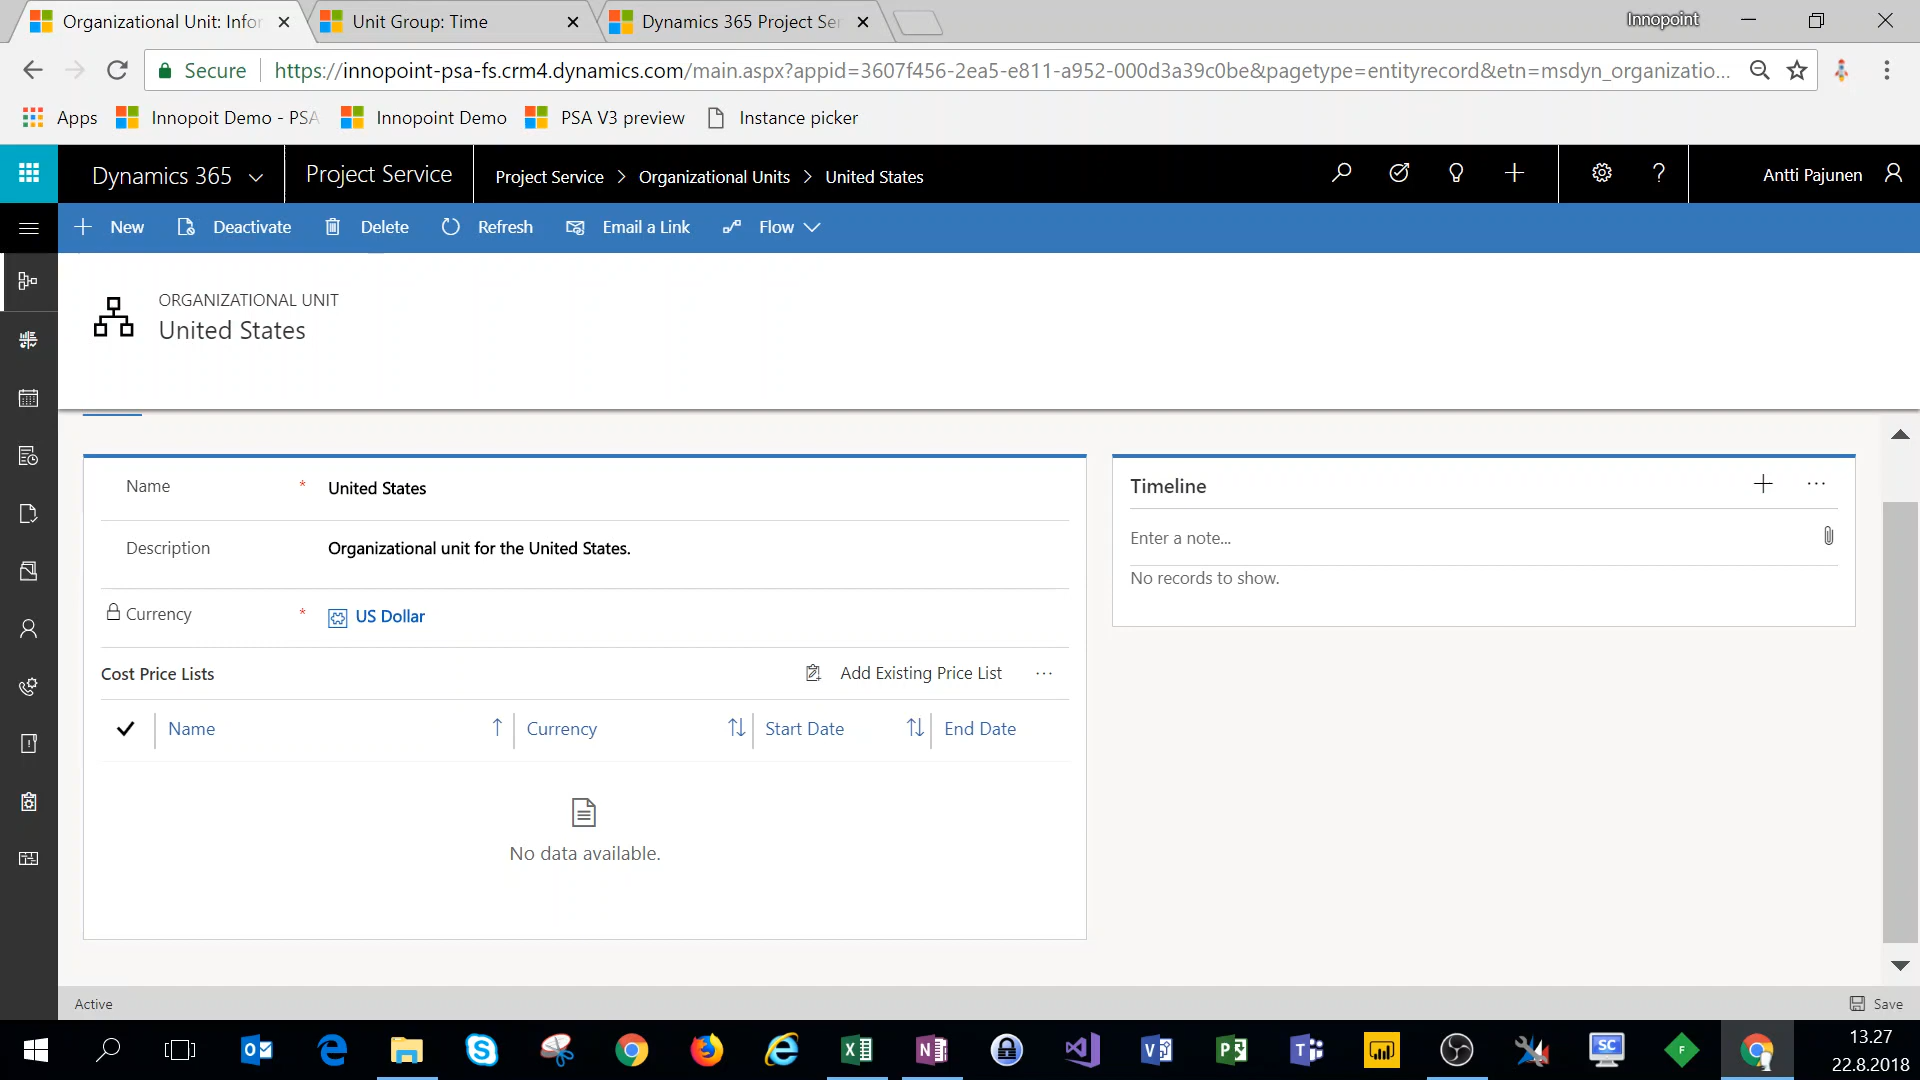 Organizational Unit: Infor
Unit Group: Time
Dynamics 365 Project Ser
Innopoint
Secure
https://innopoint-psa-fs.crm4.dynamics.com/main.aspx?appid=3607f456-2ea5-e811-a952-000d3a39c0be&pagetype=entityrecord&etn=msdyn_organizatio...
Apps
Innopoit Demo - PSA
Innopoint Demo
PSA V3 preview
Instance picker
Dynamics 365
Project Service
Project Service > Organizational Units > United States
Antti Pajunen
New
Deactivate
Delete
Refresh
Email a Link
Flow
ORGANIZATIONAL UNIT
United States
Name * United States
Description Organizational unit for the United States.
Currency * US Dollar
Cost Price Lists
Add Existing Price List
...
Name
Currency
Start Date
End Date
No data available.
Timeline
...
Enter a note...
No records to show.
Active
Save
13.27
22.8.2018